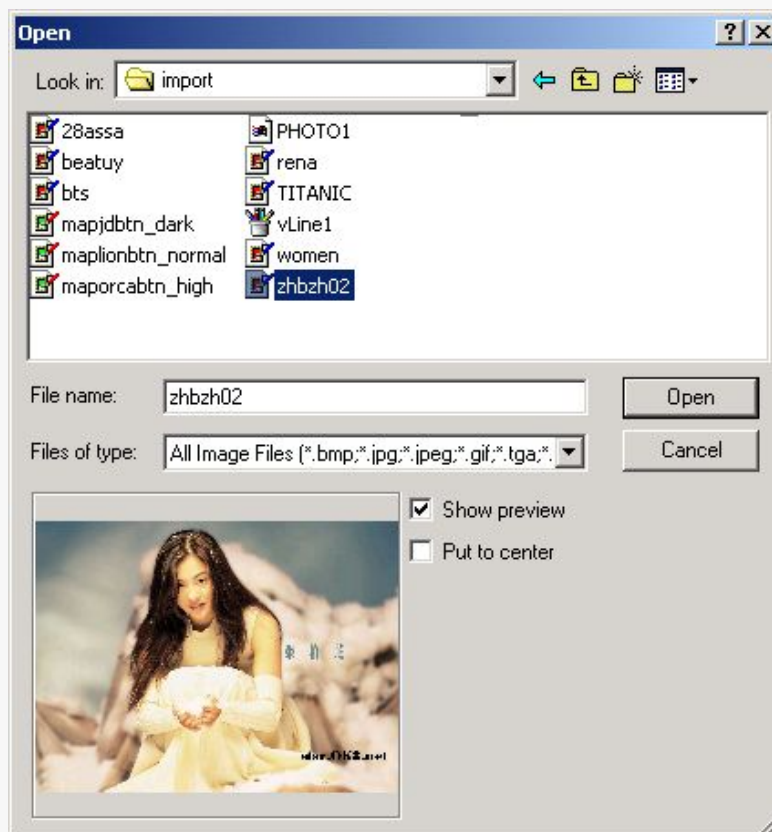 Open
Look in: import
28assa
beatuy
bts
mapjdbtn_dark
maplionbtn_normal
maporcabtn_high
PHOTO1
rena
TITANIC
vLine1
women
zhbzh02
File name: zhbzh02 Open
Files of type: All Image Files (*.bmp;*.jpg;*.jpeg;*.gif;*.tga;*. Cancel
Show preview
Put to center